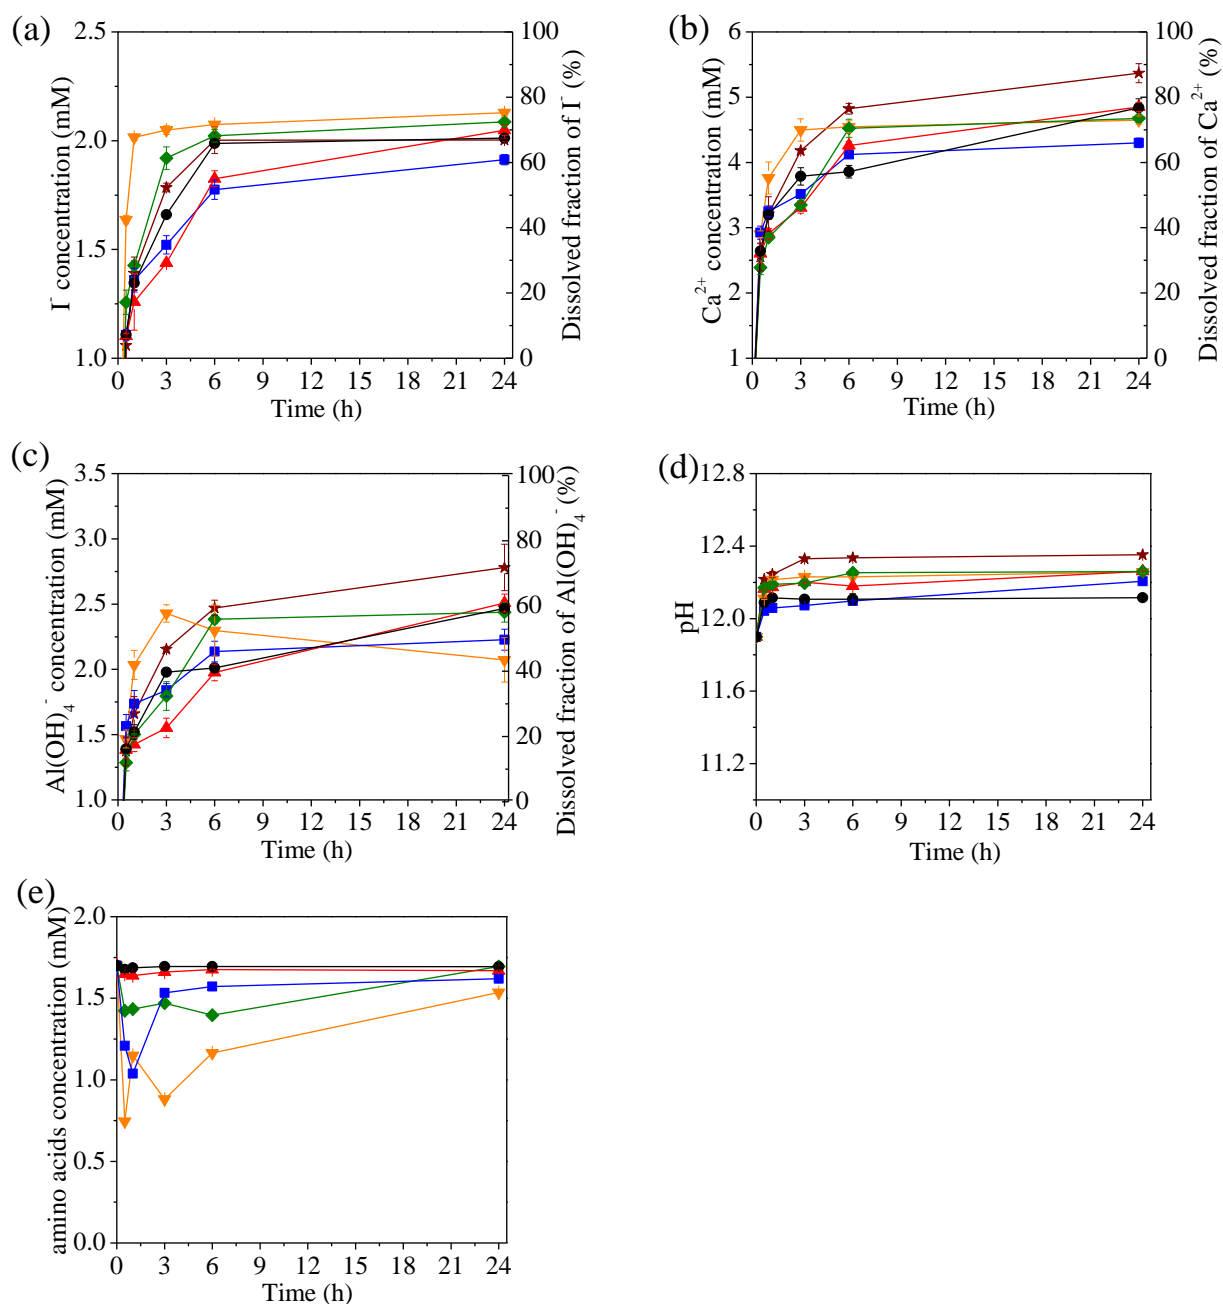 (a)
2.5
2.0
1.5
1.0
I⁻ concentration (mM)
100
80
60
40
20
0
Dissolved fraction of I⁻ (%)
0 3 6 9 12 15 18 21 24
Time (h)
(b)
6
5
4
3
2
1
Ca²⁺ concentration (mM)
100
80
60
40
20
0
Dissolved fraction of Ca²⁺ (%)
0 3 6 9 12 15 18 21 24
Time (h)
(c)
3.5
3.0
2.5
2.0
1.5
1.0
Al(OH)₄⁻ concentration (mM)
100
80
60
40
20
0
Dissolved fraction of Al(OH)₄⁻ (%)
0 3 6 9 12 15 18 21 24
Time (h)
(d)
12.8
12.4
12.0
11.6
11.2
pH
0 3 6 9 12 15 18 21 24
Time (h)
(e)
2.0
1.5
1.0
0.5
0.0
amino acids concentration (mM)
0 3 6 9 12 15 18 21 24
Time (h)